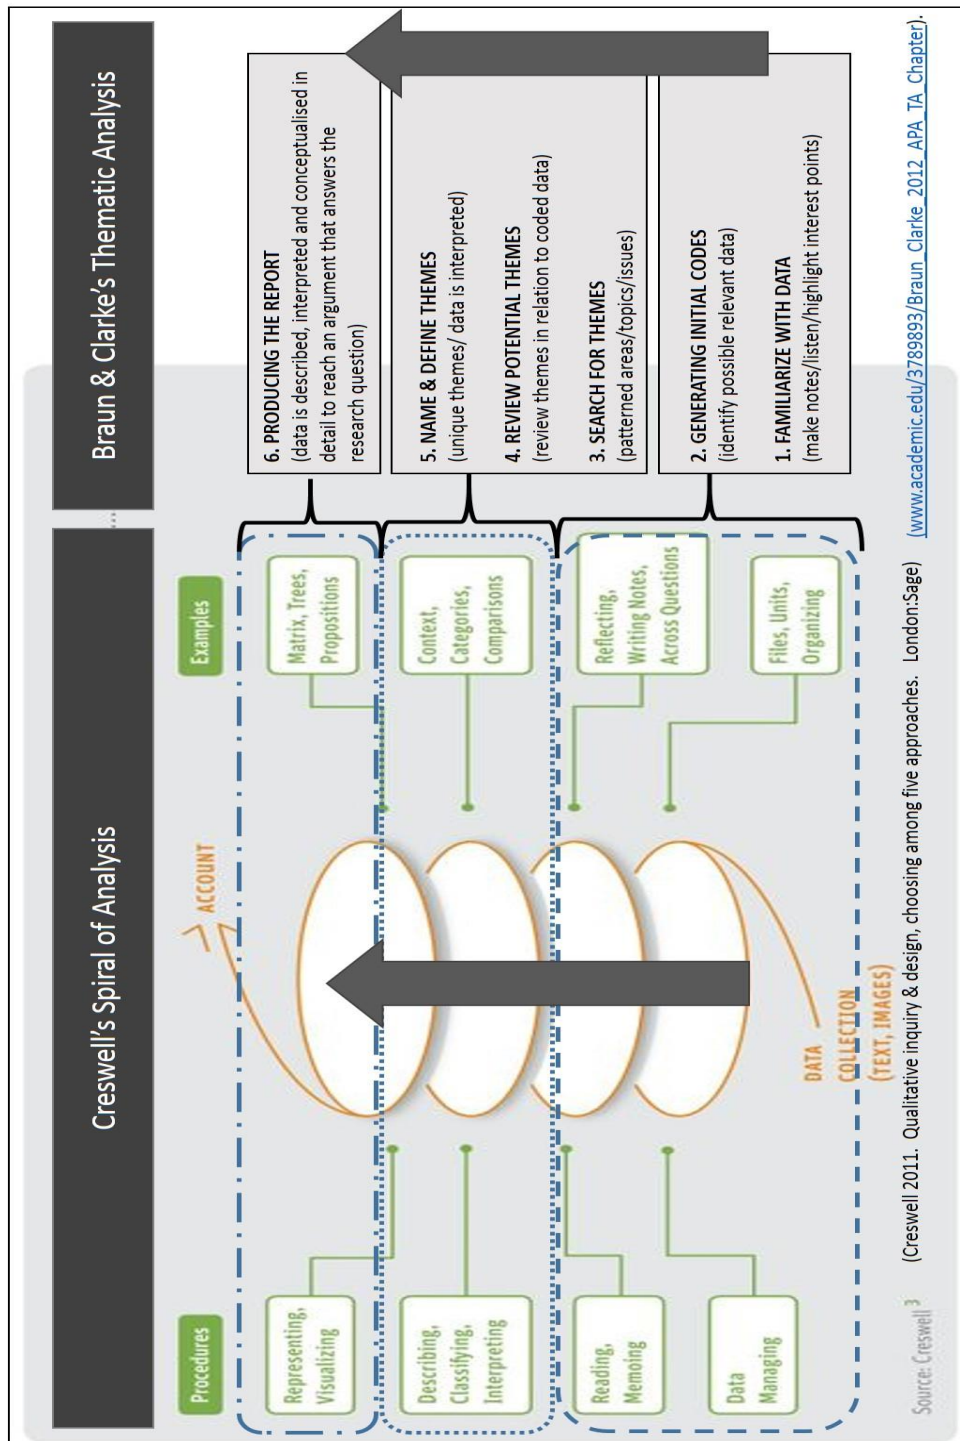 Creswell's Spiral of Analysis
Braun & Clarke's Thematic Analysis
Procedures
Examples
ACCOUNT
Representing,
Visualizing
Matrix, Trees,
Propositions
6. PRODUCING THE REPORT
(data is described, interpreted and conceptualised in
detail to reach an argument that answers the
research question)
Describing,
Classifying,
Interpreting
Context,
Categories,
Comparisons
5. NAME & DEFINE THEMES
(unique themes/ data is interpreted)
4. REVIEW POTENTIAL THEMES
(review themes in relation to coded data)
3. SEARCH FOR THEMES
(patterned areas/topics/issues)
Reading,
Memoing
Reflecting,
Writing Notes,
Across Questions
2. GENERATING INITIAL CODES
(identify possible relevant data)
Data
Managing
Files, Units,
Organizing
1. FAMILIARIZE WITH DATA
(make notes/listen/highlight interest points)
DATA
COLLECTION
(TEXT, IMAGES)
Source: Creswell 3
(Creswell 2011. Qualitative inquiry & design, choosing among five approaches. London:Sage)
(www.academic.edu/3789893/Braun_Clarke_2012_APA_TA_Chapter).